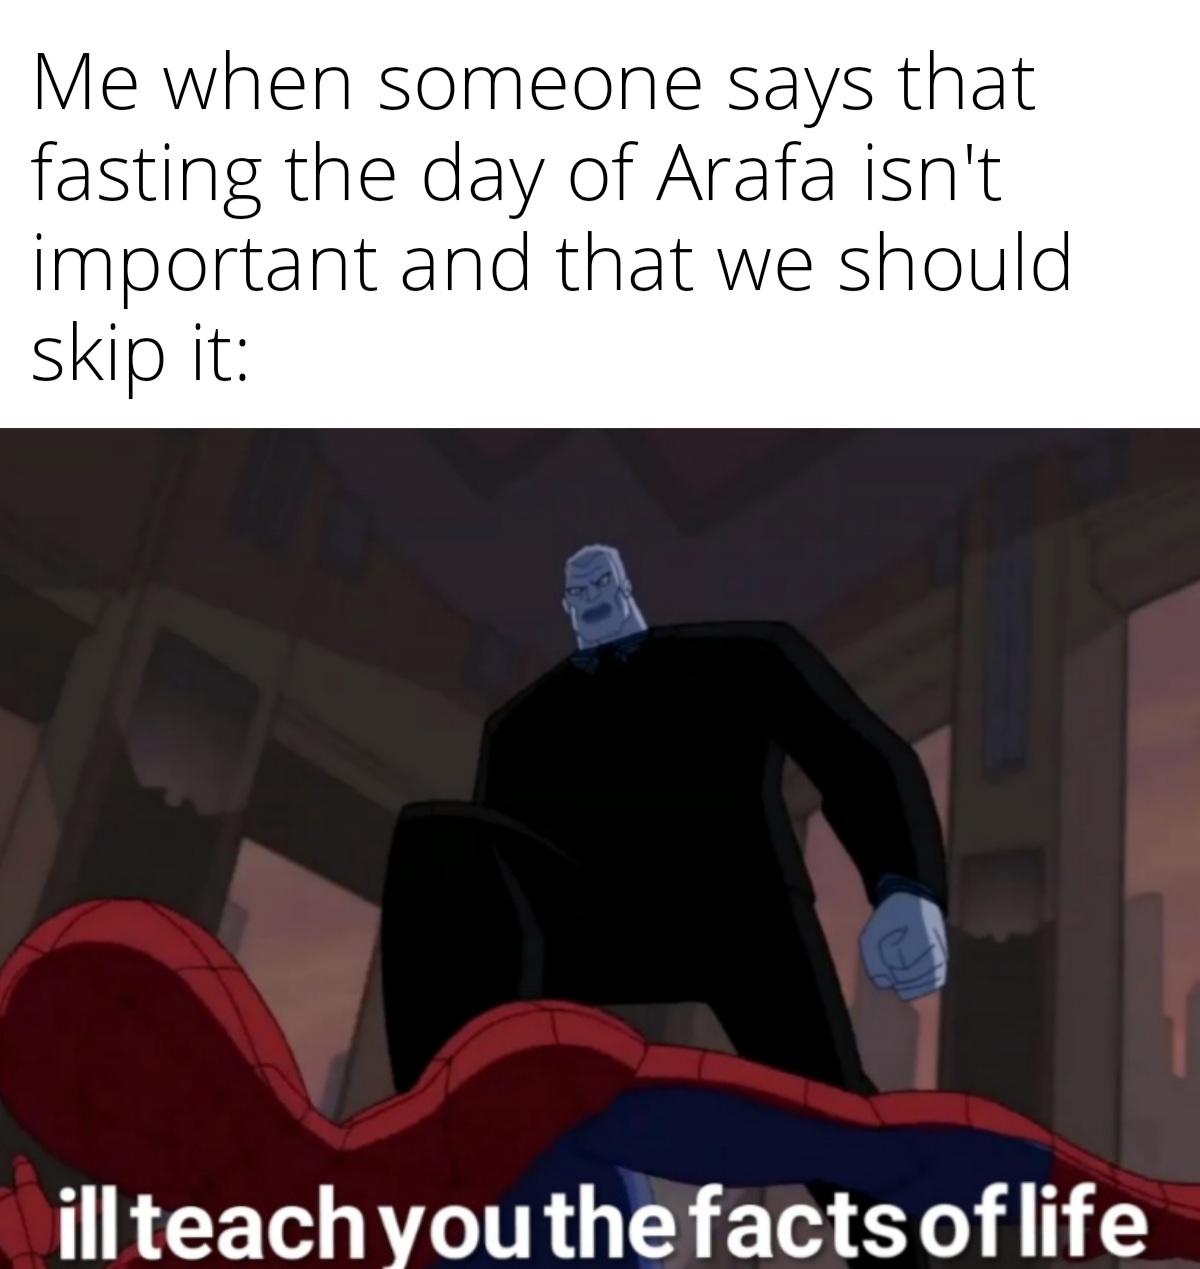 Me when someone says that
fasting the day of Arafa isn't
important and that we should
skip it:
ill teach you the facts of life